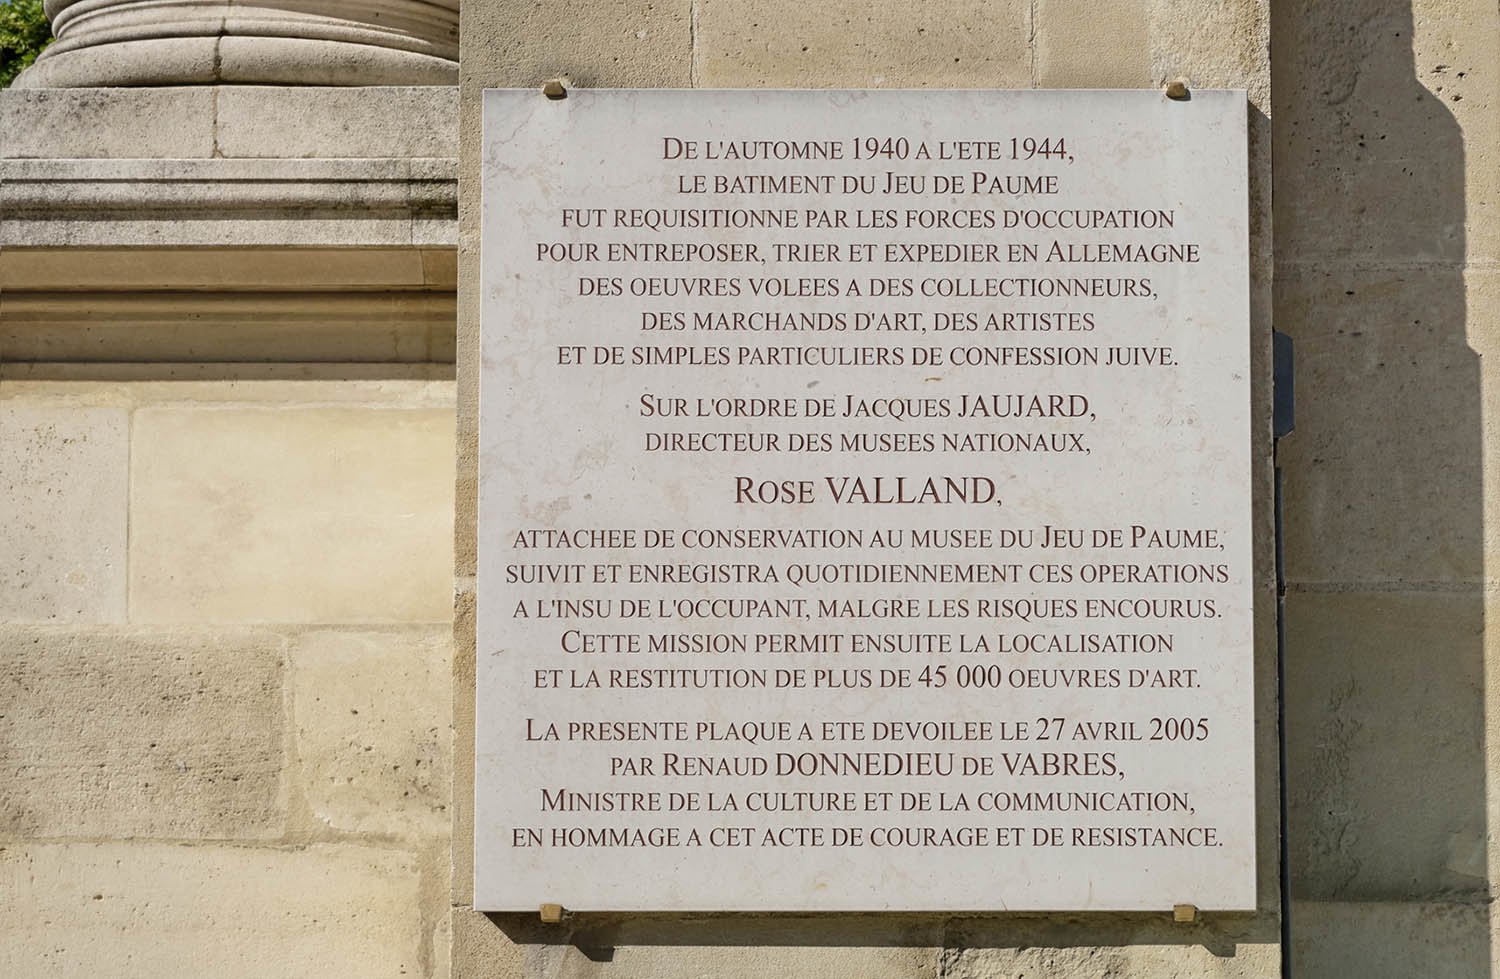 DE L'AUTOMNE 1940 A L'ETE 1944,
LE BATIMENT DU JEU DE PAUME
FUT REQUISITIONNE PAR LES FORCES D'OCCUPATION
POUR ENTREPOSER, TRIER ET EXPEDIER EN ALLEMAGNE
DES OEUVRES VOLEES A DES COLLECTIONNEURS,
DES MARCHANDS D'ART, DES ARTISTES
ET DE SIMPLES PARTICULIERS DE CONFESSION JUIVE.
SUR L'ORDRE DE JACQUES JAUJARD,
DIRECTEUR DES MUSEES NATIONAUX,
ROSE VALLAND,
ATTACHEE DE CONSERVATION AU MUSEE DU JEU DE PAUME,
SUIVIT ET ENREGISTRA QUOTIDIENNEMENT CES OPERATIONS
A L'INSU DE L'OCCUPANT, MALGRE LES RISQUES ENCOURUS.
CETTE MISSION PERMIT ENSUITE LA LOCALISATION
ET LA RESTITUTION DE PLUS DE 45 000 OEUVRES D'ART.
LA PRESENTE PLAQUE A ETE DEVOILEE LE 27 AVRIL 2005
PAR RENAUD DONNEDIEU DE VABRES,
MINISTRE DE LA CULTURE ET DE LA COMMUNICATION,
EN HOMMAGE A CET ACTE DE COURAGE ET DE RESISTANCE.